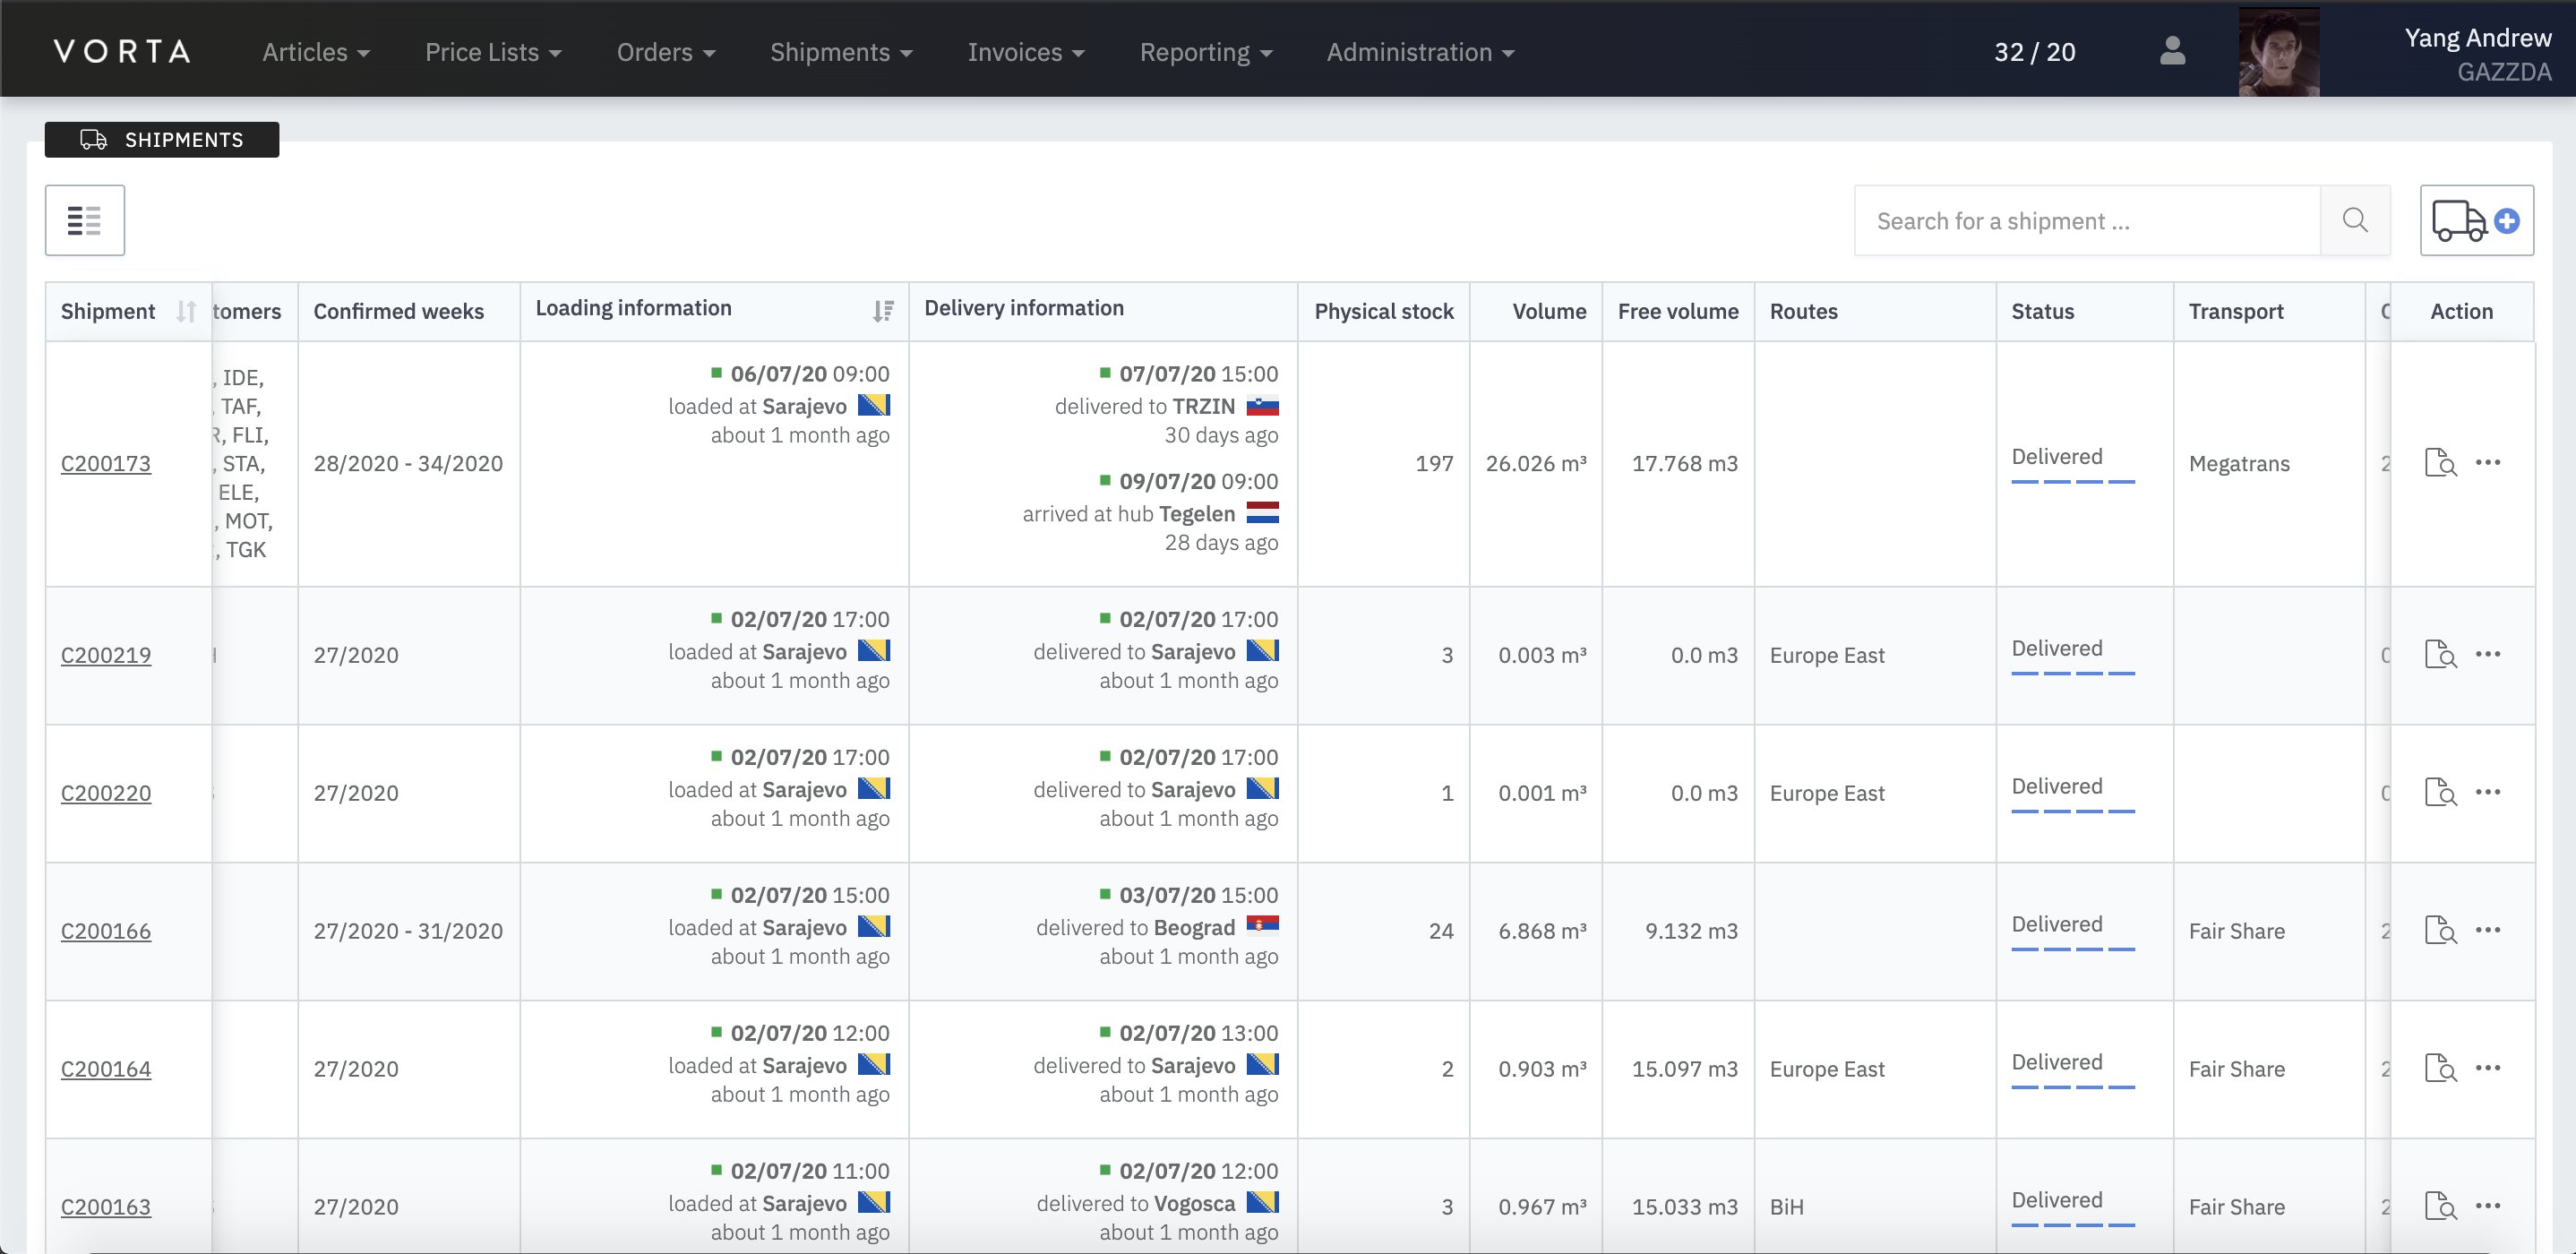 VORTA Articles Price Lists Orders Shipments Invoices Reporting Administration 32 / 20 Yang Andrew
GAZZDA
SHIPMENTS
Search for a shipment ...
Shipment tomers Confirmed weeks Loading information Delivery information Physical stock Volume Free volume Routes Status Transport Action
C200173
, IDE,
, TAF,
, FLI,
, STA,
ELE,
, MOT,
, TGK
28/2020 - 34/2020
06/07/20 09:00
loaded at Sarajevo
about 1 month ago
07/07/20 15:00
delivered to TRZIN
30 days ago
09/07/20 09:00
arrived at hub Tegelen
28 days ago
197 26.026 m³ 17.768 m3 Delivered Megatrans
C200219 27/2020
02/07/20 17:00
loaded at Sarajevo
about 1 month ago
02/07/20 17:00
delivered to Sarajevo
about 1 month ago
3 0.003 m³ 0.0 m3 Europe East Delivered
C200220 27/2020
02/07/20 17:00
loaded at Sarajevo
about 1 month ago
02/07/20 17:00
delivered to Sarajevo
about 1 month ago
1 0.001 m³ 0.0 m3 Europe East Delivered
C200166 27/2020 - 31/2020
02/07/20 15:00
loaded at Sarajevo
about 1 month ago
03/07/20 15:00
delivered to Beograd
about 1 month ago
24 6.868 m³ 9.132 m3 Delivered Fair Share
C200164 27/2020
02/07/20 12:00
loaded at Sarajevo
about 1 month ago
02/07/20 13:00
delivered to Sarajevo
about 1 month ago
2 0.903 m³ 15.097 m3 Europe East Delivered Fair Share
C200163 27/2020
02/07/20 11:00
loaded at Sarajevo
about 1 month ago
02/07/20 12:00
delivered to Vogosca
about 1 month ago
3 0.967 m³ 15.033 m3 BiH Delivered Fair Share